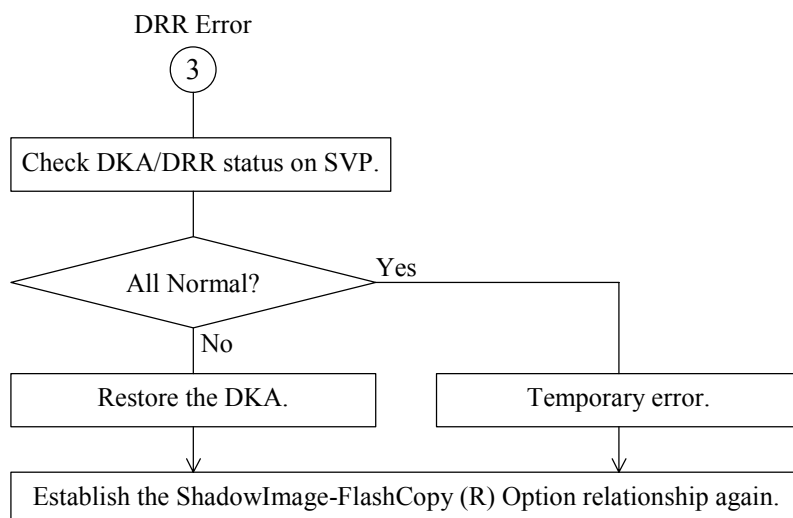 DRR Error
3
Check DKA/DRR status on SVP.
All Normal?
Yes
No
Restore the DKA.
Temporary error.
Establish the ShadowImage-FlashCopy (R) Option relationship again.